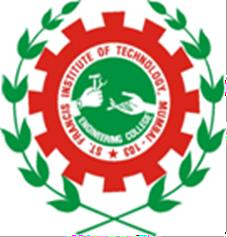 ST. FRANCIS INSTITUTE OF TECHNOLOGY, MUMBAI - 103
ENGINEERING COLLEGE